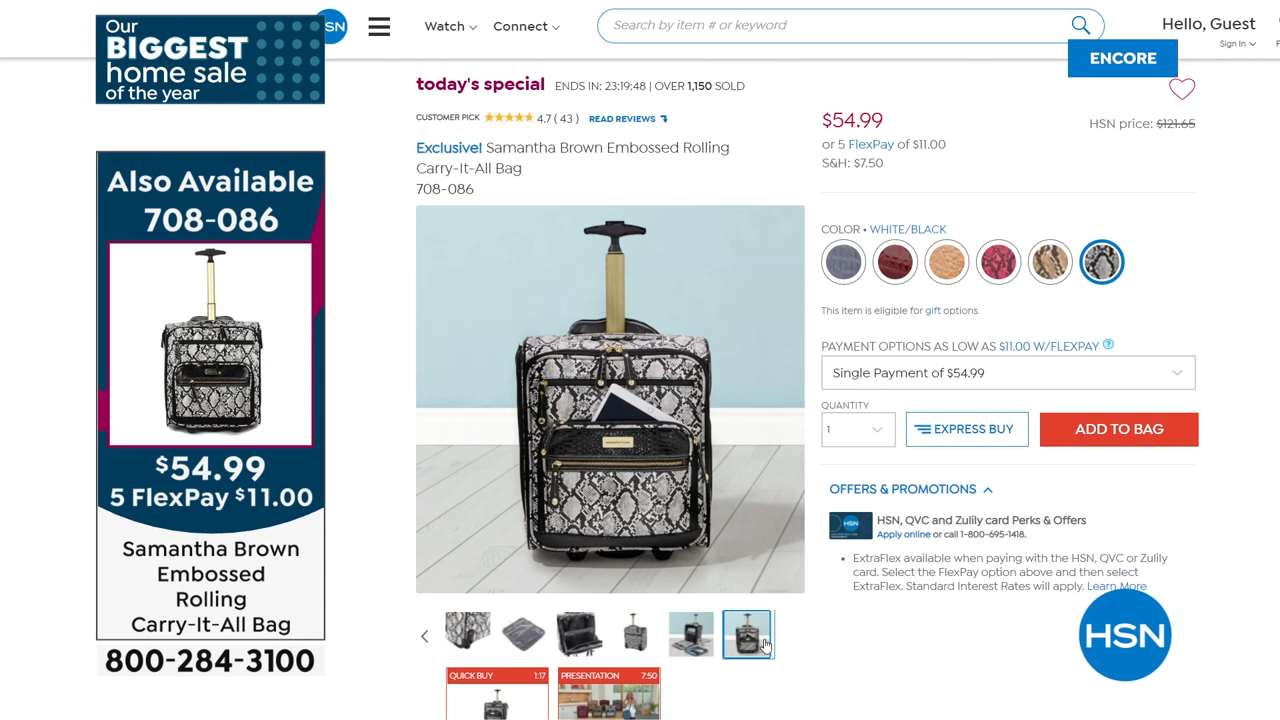 Our
BIGGEST
home sale
of the year
Also Available
708-086
$54.99
5 FlexPay $11.00
Samantha Brown
Embossed
Rolling
Carry-It-All Bag
800-284-3100
SN
Watch
Connect
Search by item # or keyword
Hello, Guest
Sign In
ENCORE
today's special ENDS IN: 23:19:48 | OVER 1,150 SOLD
CUSTOMER PICK 4.7 ( 43 ) READ REVIEWS
Exclusive! Samantha Brown Embossed Rolling
Carry-It-All Bag
708-086
$54.99
HSN price: $121.65
or 5 FlexPay of $11.00
S&H: $7.50
COLOR • WHITE/BLACK
This item is eligible for gift options.
PAYMENT OPTIONS AS LOW AS $11.00 W/FLEXPAY ?
Single Payment of $54.99
QUANTITY
1
EXPRESS BUY
ADD TO BAG
OFFERS & PROMOTIONS
HSN
HSN, QVC and Zulily card Perks & Offers
Apply online or call 1-800-695-1418.
• ExtraFlex available when paying with the HSN, QVC or Zulily
card. Select the FlexPay option above and then select
ExtraFlex. Standard Interest Rates will apply. Learn More
HSN
QUICK BUY 1:17
PRESENTATION 7:50